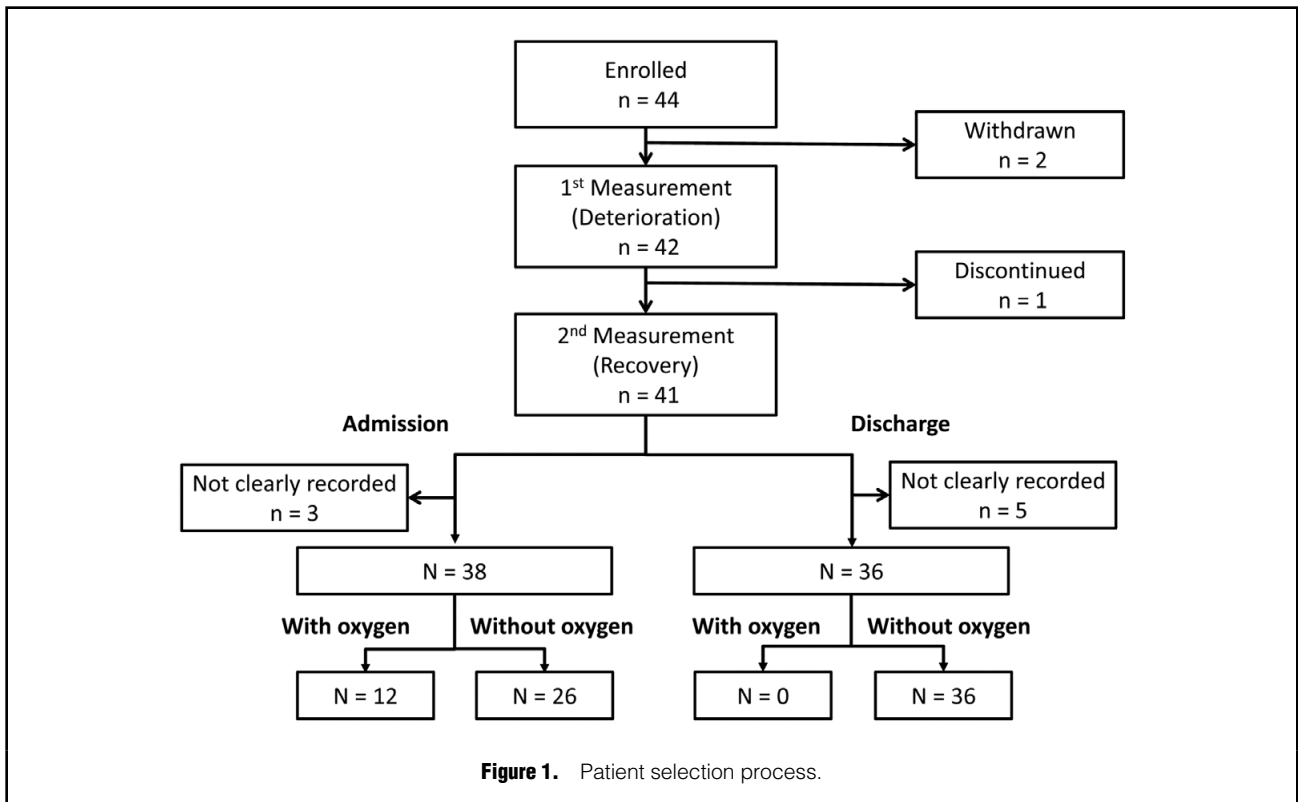 Enrolled
n = 44
Withdrawn
n = 2
1st Measurement
(Deterioration)
n = 42
Discontinued
n = 1
2nd Measurement
(Recovery)
n = 41
Admission
Discharge
Not clearly recorded
n = 3
Not clearly recorded
n = 5
N = 38
N = 36
With oxygen
Without oxygen
With oxygen
Without oxygen
N = 12
N = 26
N = 0
N = 36
Figure 1. Patient selection process.